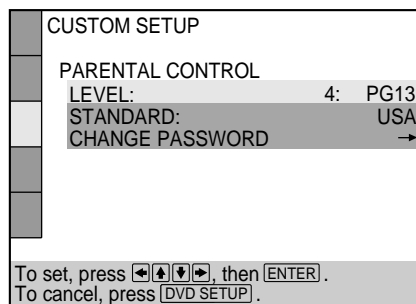 CUSTOM SETUP
PARENTAL CONTROL
LEVEL: 4: PG13
STANDARD: USA
CHANGE PASSWORD →
To set, press ←↑↓→, then ENTER.
To cancel, press DVD SETUP.